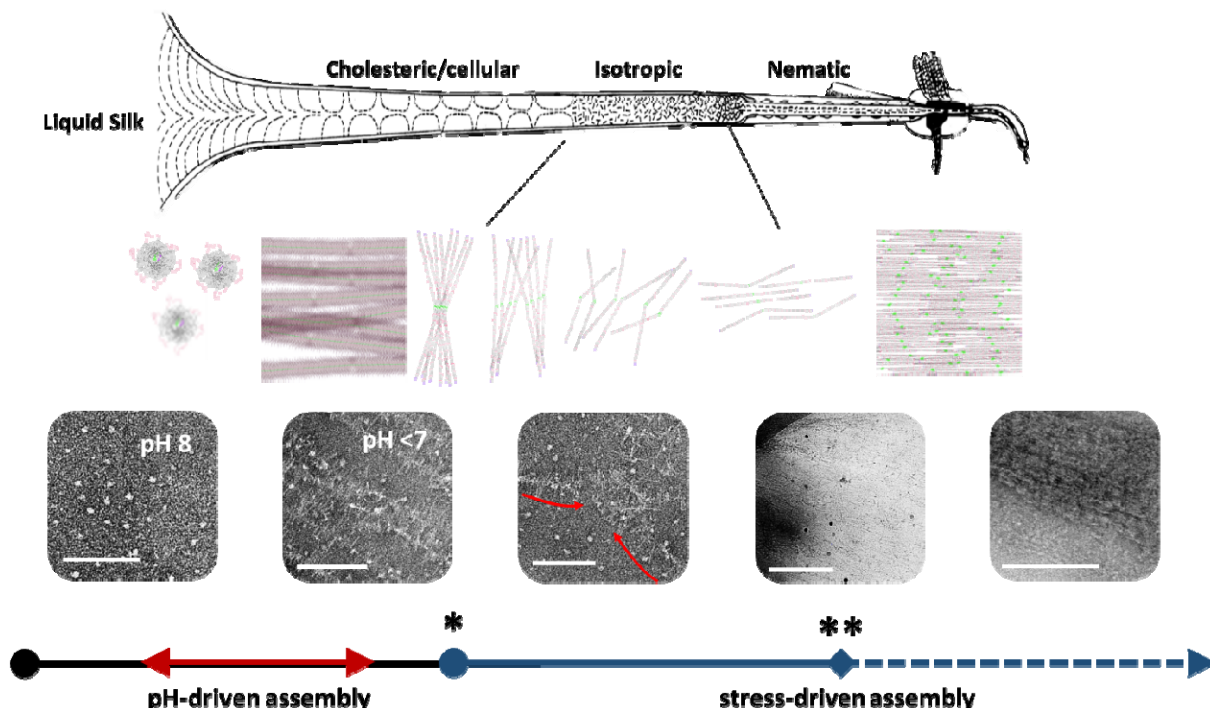 Cholesteric/cellular Isotropic Nematic
Liquid Silk
pH 8 pH <7
* **
pH-driven assembly stress-driven assembly